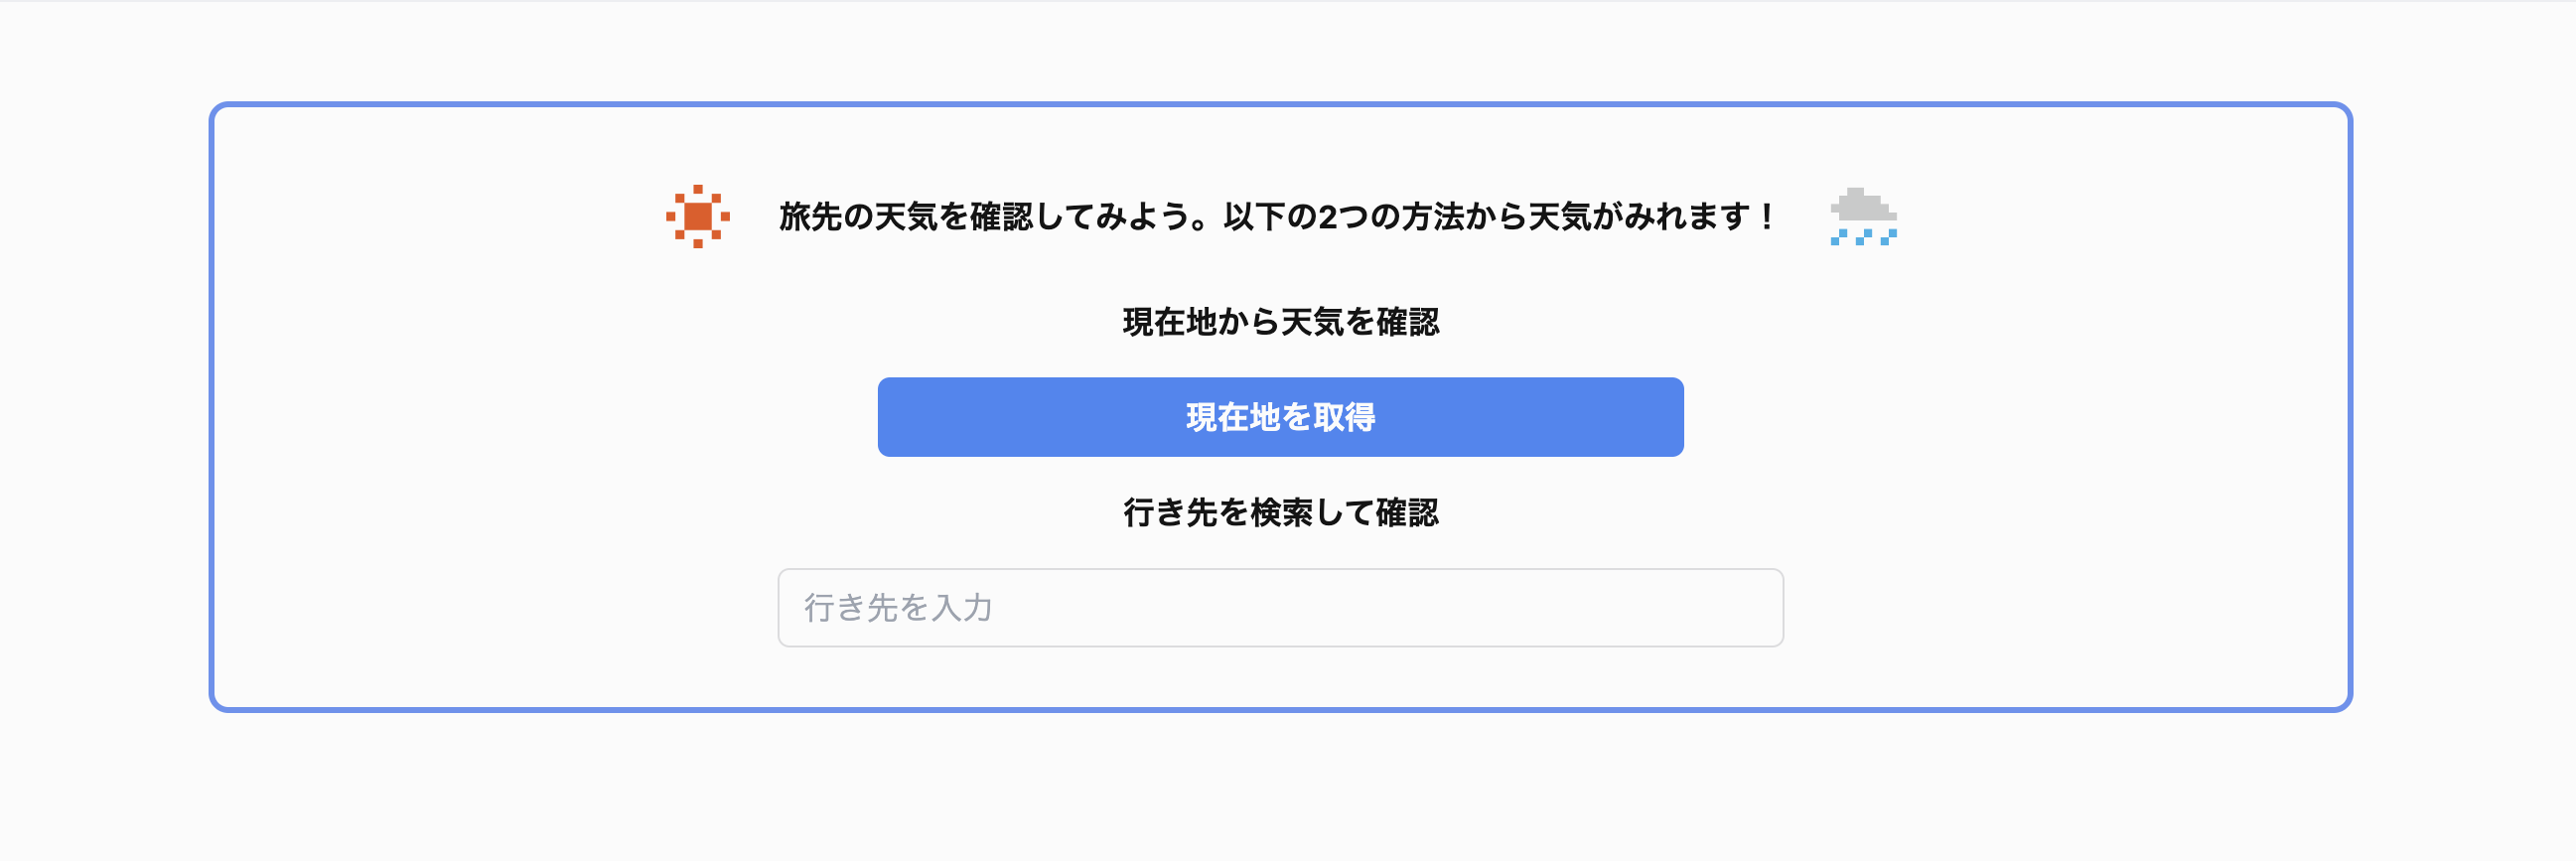 旅先の天気を確認してみよう。以下の2つの方法から天気がみれます！
現在地から天気を確認
現在地を取得
行き先を検索して確認
行き先を入力